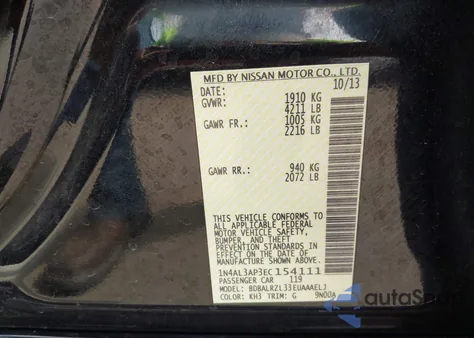 MFD BY NISSAN MOTOR CO., LTD.
DATE: 10/13
GVWR: 1910 KG
4211 LB
GAWR FR.: 1005 KG
2216 LB
GAWR RR.: 940 KG
2072 LB
THIS VEHICLE CONFORMS TO
ALL APPLICABLE FEDERAL
MOTOR VEHICLE SAFETY,
BUMPER, AND THEFT
PREVENTION STANDARDS IN
EFFECT ON THE DATE OF
MANUFACTURE SHOWN ABOVE.
1N4AL3AP3EC154111
PASSENGER CAR 119
MODEL: BDBALRZL33EUAAAELJ
COLOR: KH3 TRIM: G 9N00A